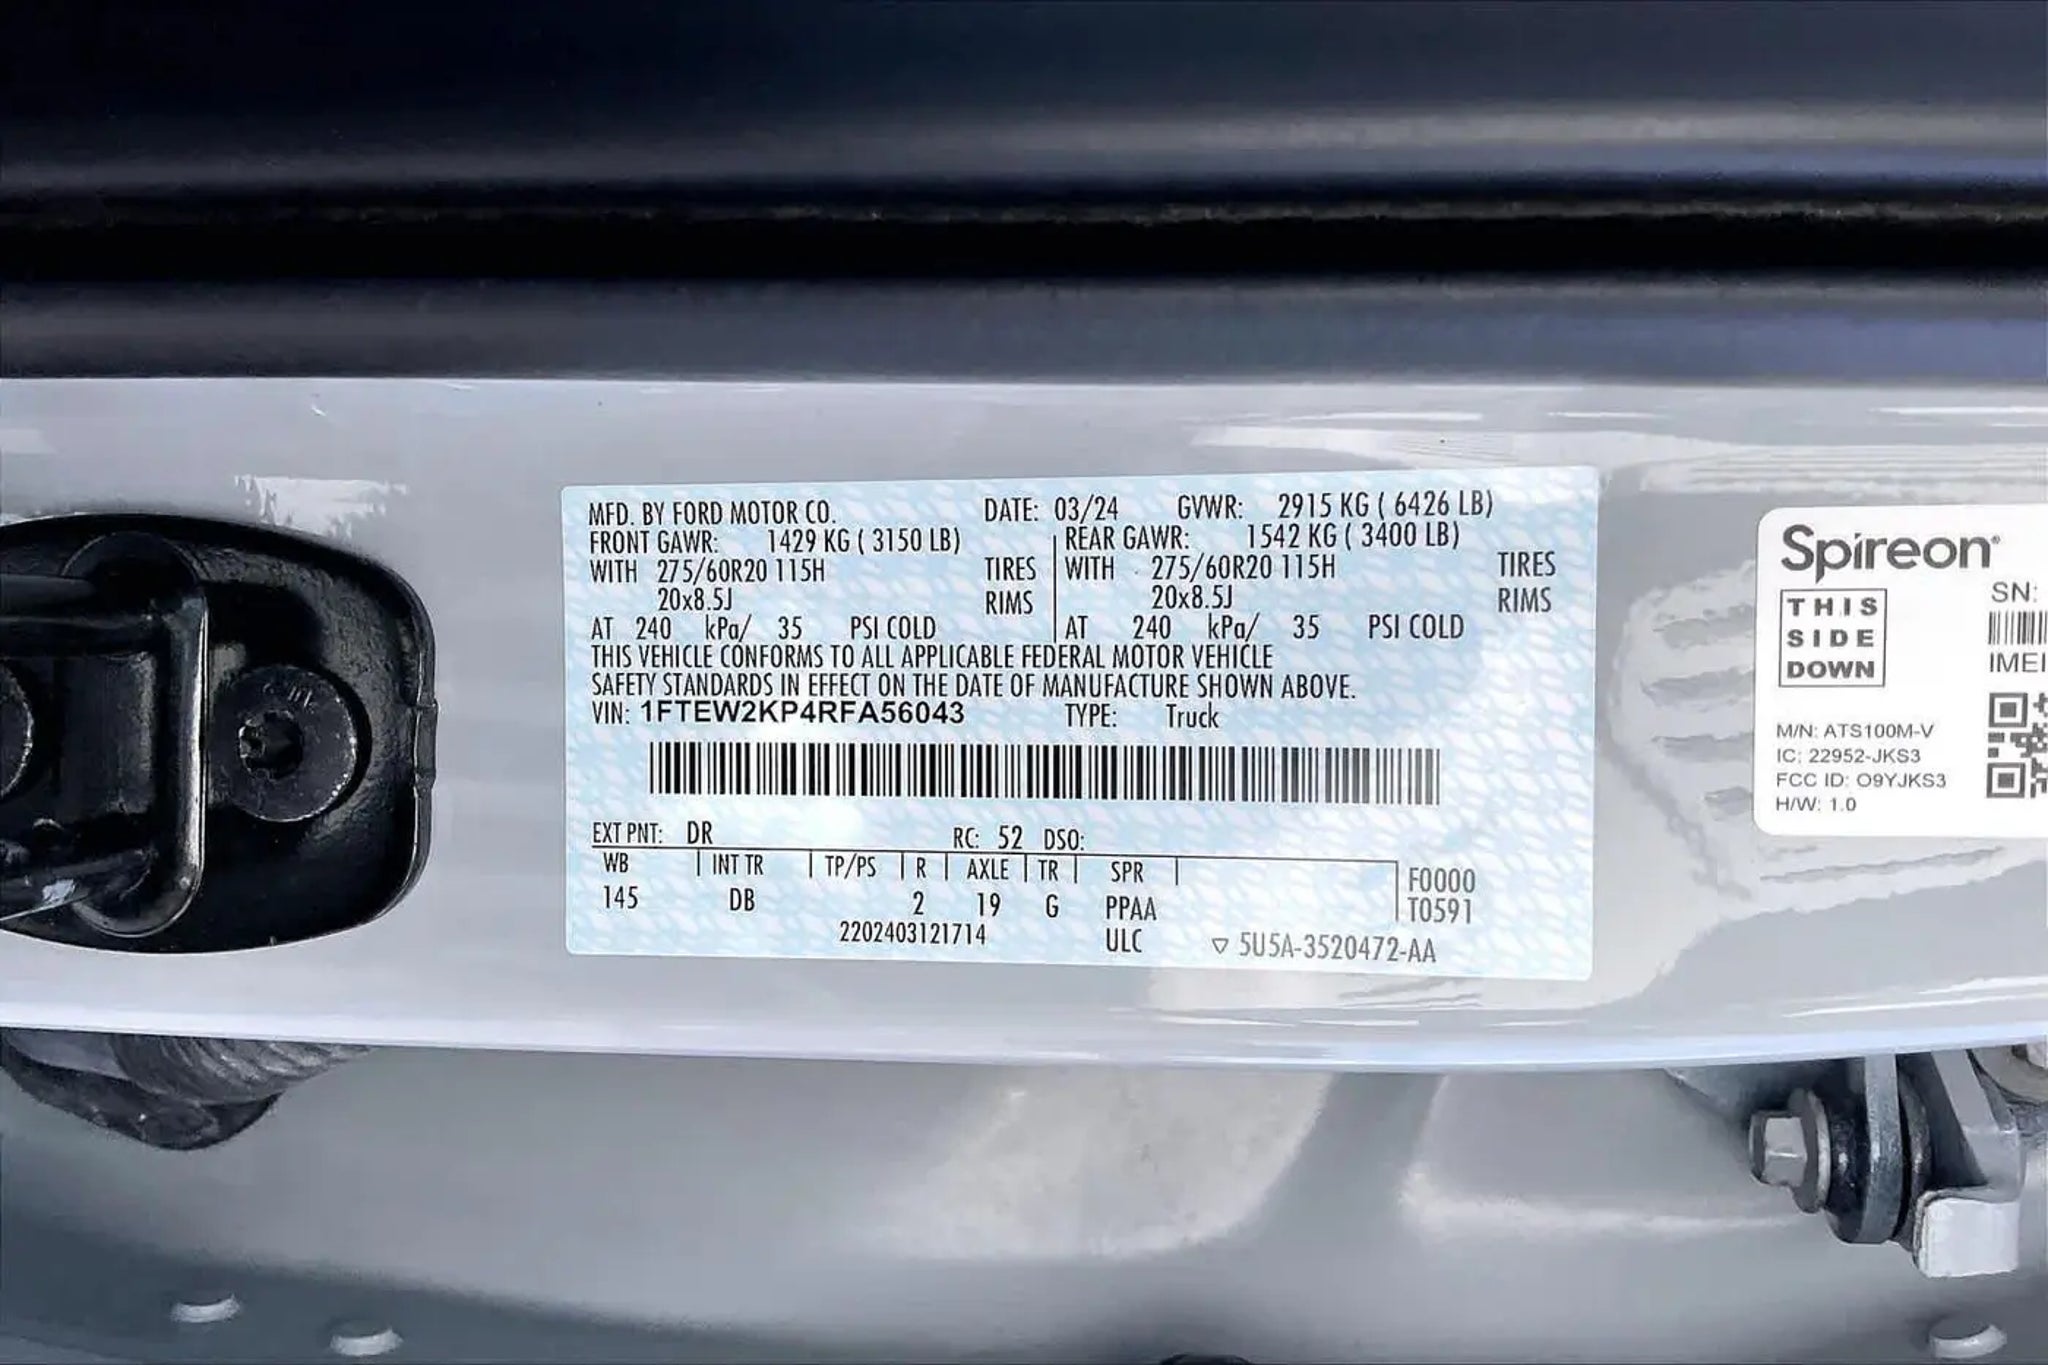 MFD. BY FORD MOTOR CO. DATE: 03/24 GVWR: 2915 KG ( 6426 LB)
FRONT GAWR: 1429 KG ( 3150 LB) REAR GAWR: 1542 KG ( 3400 LB)
WITH 275/60R20 115H TIRES WITH 275/60R20 115H TIRES
20x8.5J RIMS 20x8.5J RIMS
AT 240 kPa/ 35 PSI COLD AT 240 kPa/ 35 PSI COLD
THIS VEHICLE CONFORMS TO ALL APPLICABLE FEDERAL MOTOR VEHICLE
SAFETY STANDARDS IN EFFECT ON THE DATE OF MANUFACTURE SHOWN ABOVE.
VIN: 1FTEW2KP4RFA56043 TYPE: Truck
EXT PNT: DR RC: 52 DSO:
WB INT TR TP/PS R AXLE TR SPR
145 DB 2 19 G PPAA
F0000
T0591
2202403121714 ULC ▽ 5U5A-3520472-AA
Spireon
THIS
SIDE
DOWN
SN:
IMEI
M/N: ATS100M-V
IC: 22952-JKS3
FCC ID: O9YJKS3
H/W: 1.0